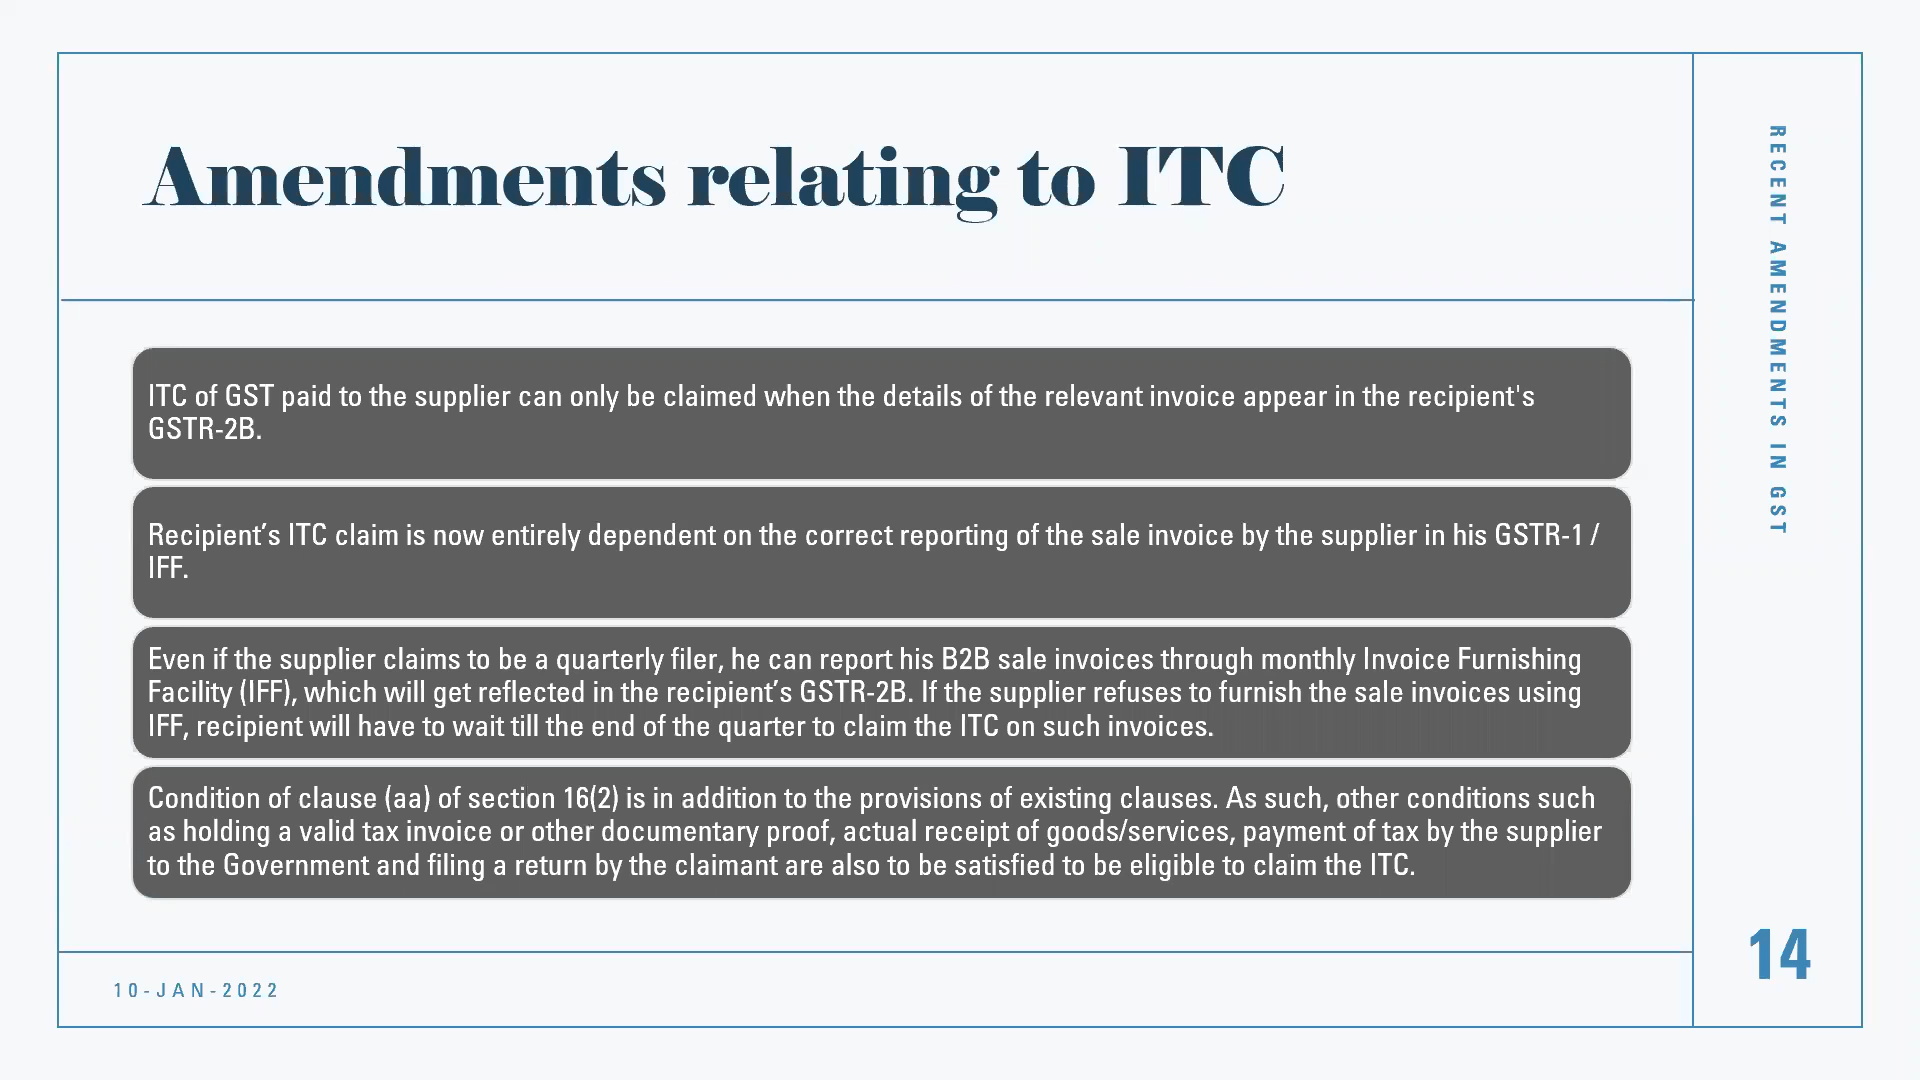 Amendments relating to ITC
ITC of GST paid to the supplier can only be claimed when the details of the relevant invoice appear in the recipient's
GSTR-2B.
Recipient’s ITC claim is now entirely dependent on the correct reporting of the sale invoice by the supplier in his GSTR-1 /
IFF.
Even if the supplier claims to be a quarterly filer, he can report his B2B sale invoices through monthly Invoice Furnishing
Facility (IFF), which will get reflected in the recipient’s GSTR-2B. If the supplier refuses to furnish the sale invoices using
IFF, recipient will have to wait till the end of the quarter to claim the ITC on such invoices.
Condition of clause (aa) of section 16(2) is in addition to the provisions of existing clauses. As such, other conditions such
as holding a valid tax invoice or other documentary proof, actual receipt of goods/services, payment of tax by the supplier
to the Government and filing a return by the claimant are also to be satisfied to be eligible to claim the ITC.
10-JAN-2022
RECENT AMENDMENTS IN GST
14